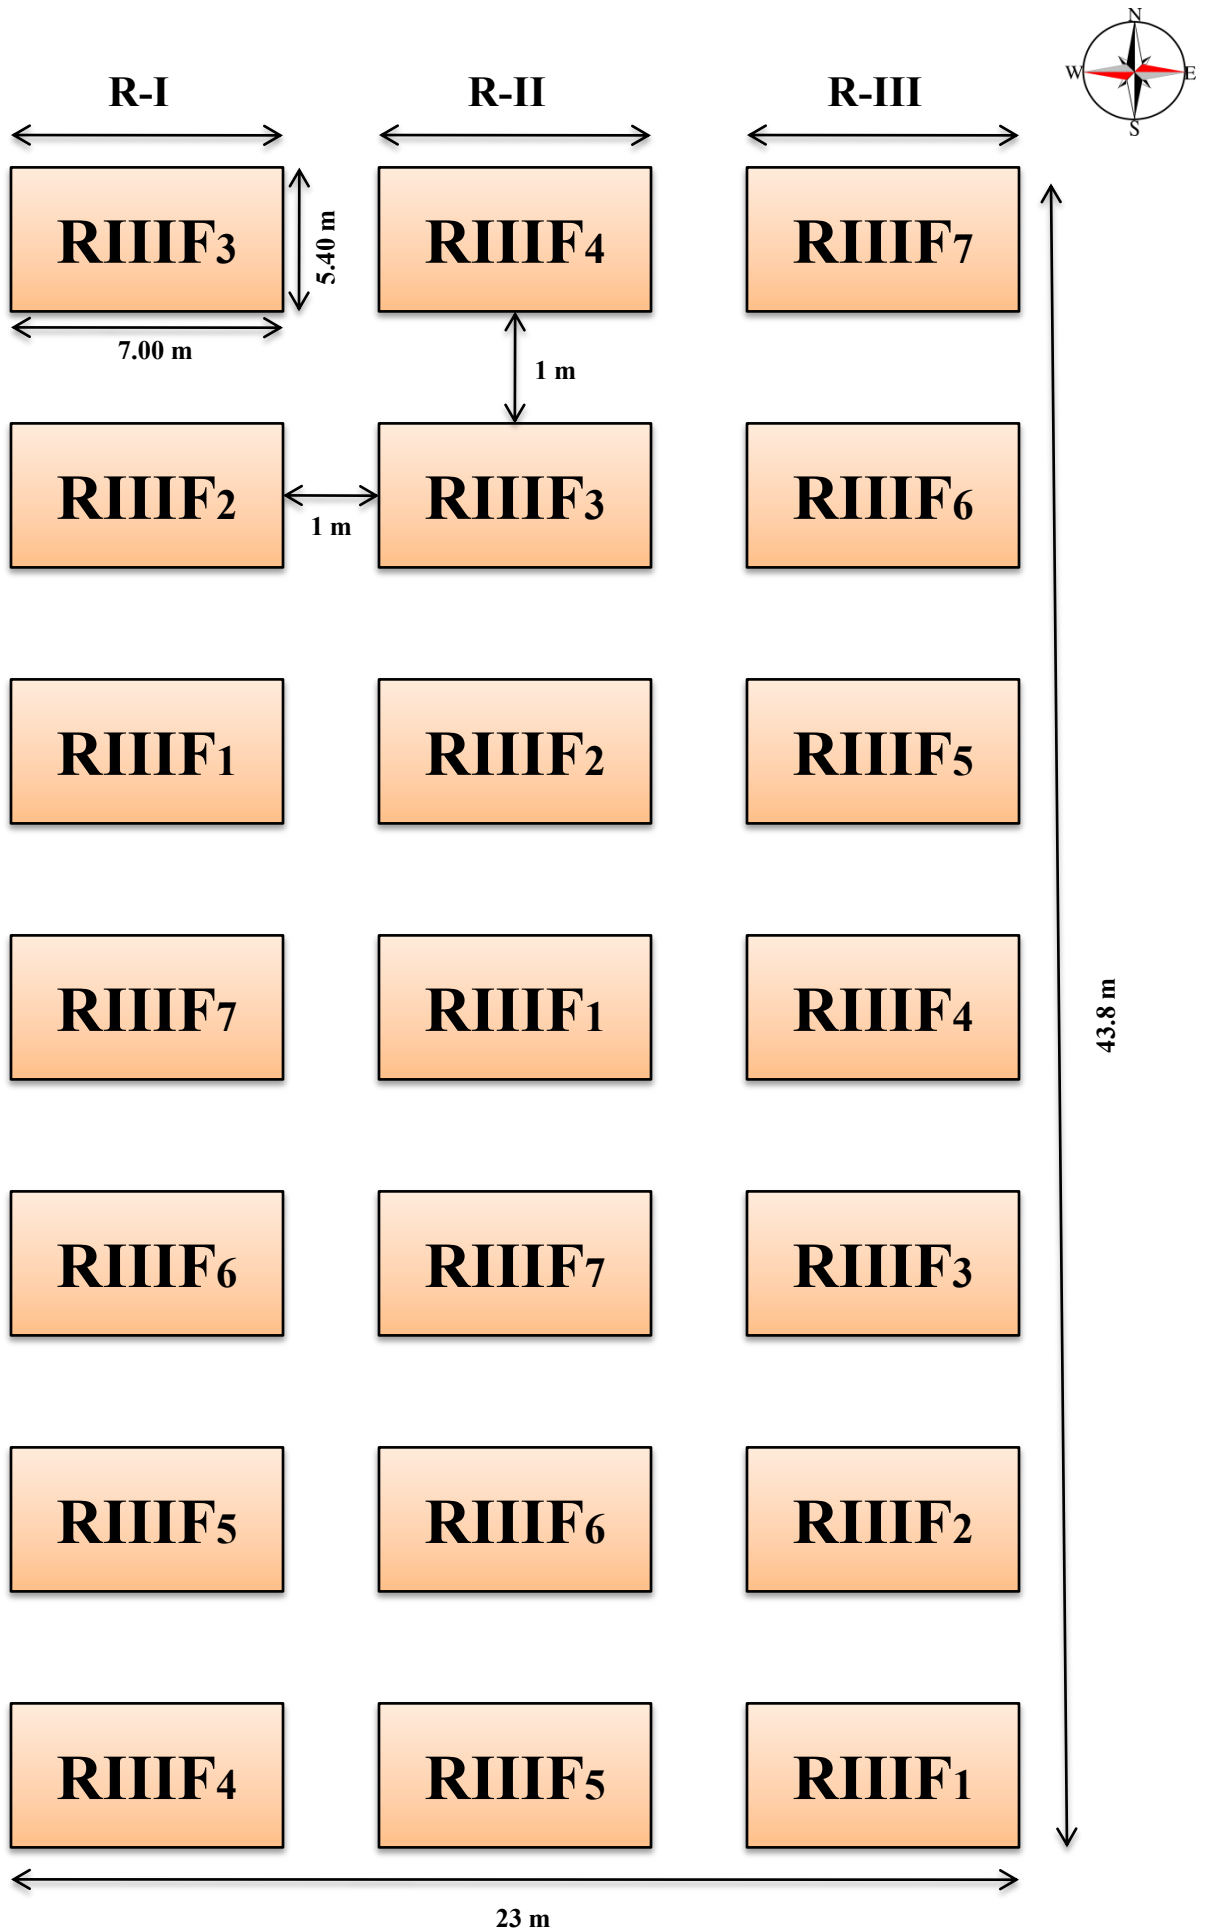 N
W E
S
R-I R-II R-III
RIIIF3 RIIIF4 RIIIF7
5.40 m
7.00 m
1 m
RIIIF2 RIIIF3 RIIIF6
1 m
RIIIF1 RIIIF2 RIIIF5
RIIIF7 RIIIF1 RIIIF4
43.8 m
RIIIF6 RIIIF7 RIIIF3
RIIIF5 RIIIF6 RIIIF2
RIIIF4 RIIIF5 RIIIF1
23 m